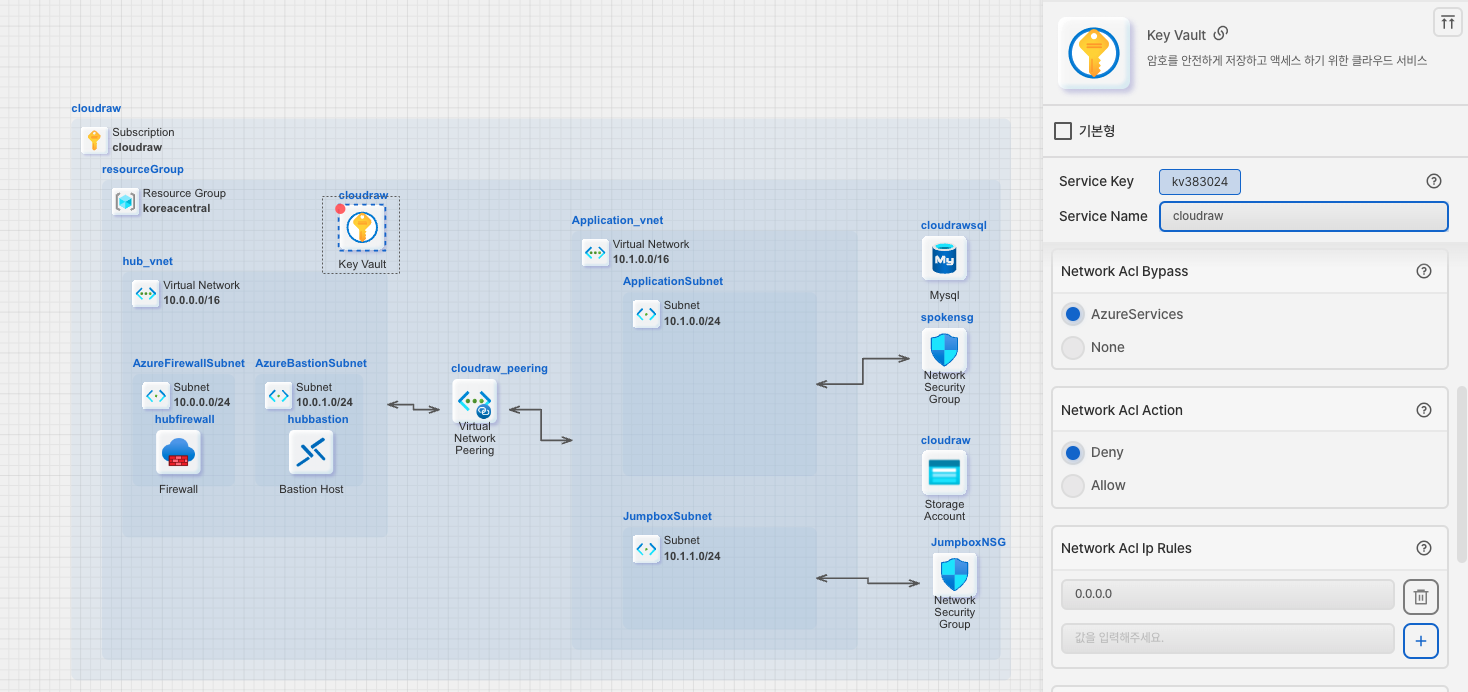 cloudraw
Subscription
cloudraw
resourceGroup
Resource Group
koreacentral
cloudraw
Key Vault
hub_vnet
Virtual Network
10.0.0.0/16
AzureFirewallSubnet
Subnet
10.0.0.0/24
hubfirewall
Firewall
AzureBastionSubnet
Subnet
10.0.1.0/24
hubbastion
Bastion Host
cloudraw_peering
Virtual
Network
Peering
Application_vnet
Virtual Network
10.1.0.0/16
ApplicationSubnet
Subnet
10.1.0.0/24
JumpboxSubnet
Subnet
10.1.1.0/24
cloudrawsql
My
Mysql
spokensg
Network
Security
Group
cloudraw
Storage
Account
JumpboxNSG
Network
Security
Group
Key Vault
암호를 안전하게 저장하고 액세스 하기 위한 클라우드 서비스
기본형
Service Key kv383024
Service Name cloudraw
Network Acl Bypass
AzureServices
None
Network Acl Action
Deny
Allow
Network Acl Ip Rules
0.0.0.0
값을 입력해주세요.